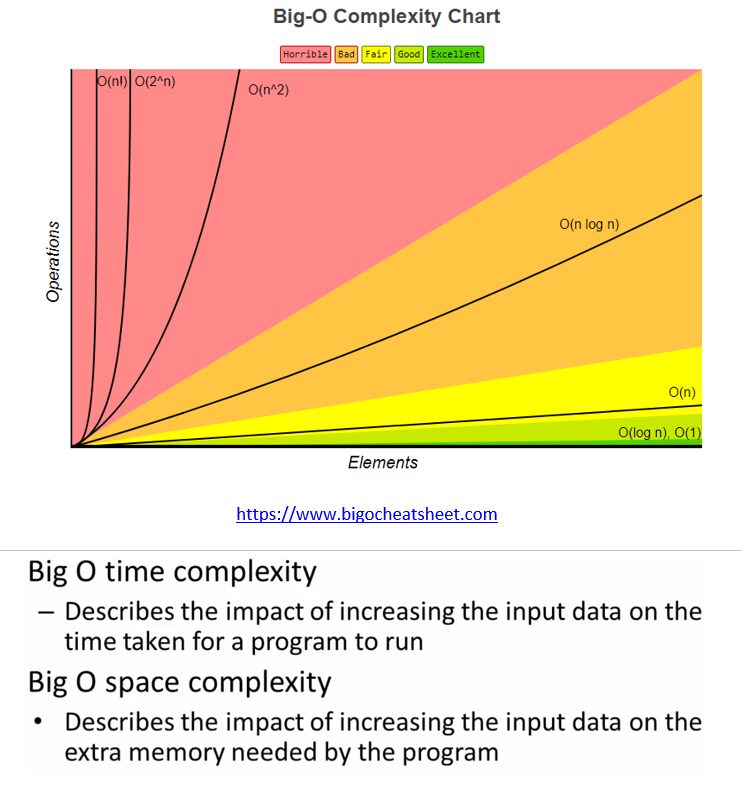 Big-O Complexity Chart
Horrible Bad Fair Good Excellent
O(n!) O(2^n)
O(n^2)
O(n log n)
O(n)
O(log n), O(1)
Operations
Elements
https://www.bigocheatsheet.com
Big O time complexity
– Describes the impact of increasing the input data on the
time taken for a program to run
Big O space complexity
• Describes the impact of increasing the input data on the
extra memory needed by the program